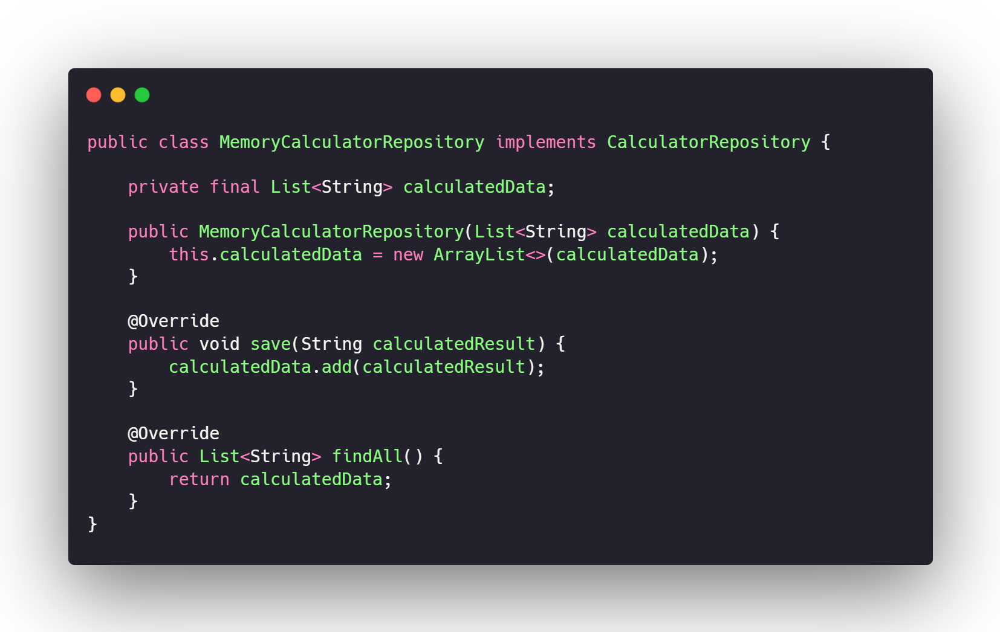 public class MemoryCalculatorRepository implements CalculatorRepository {
private final List<String> calculatedData;
public MemoryCalculatorRepository(List<String> calculatedData) {
this.calculatedData = new ArrayList<>(calculatedData);
}
@Override
public void save(String calculatedResult) {
calculatedData.add(calculatedResult);
}
@Override
public List<String> findAll() {
return calculatedData;
}
}